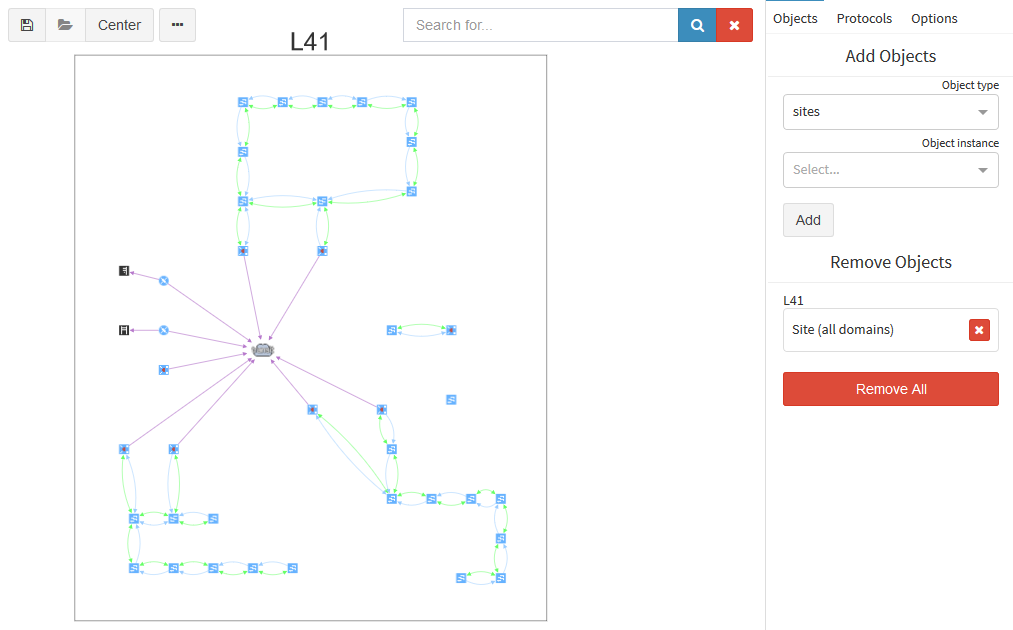 Center
...
Search for...
Objects
Protocols
Options
L41
Add Objects
Object type
sites
Object instance
Select...
Add
Remove Objects
L41
Site (all domains)
Remove All